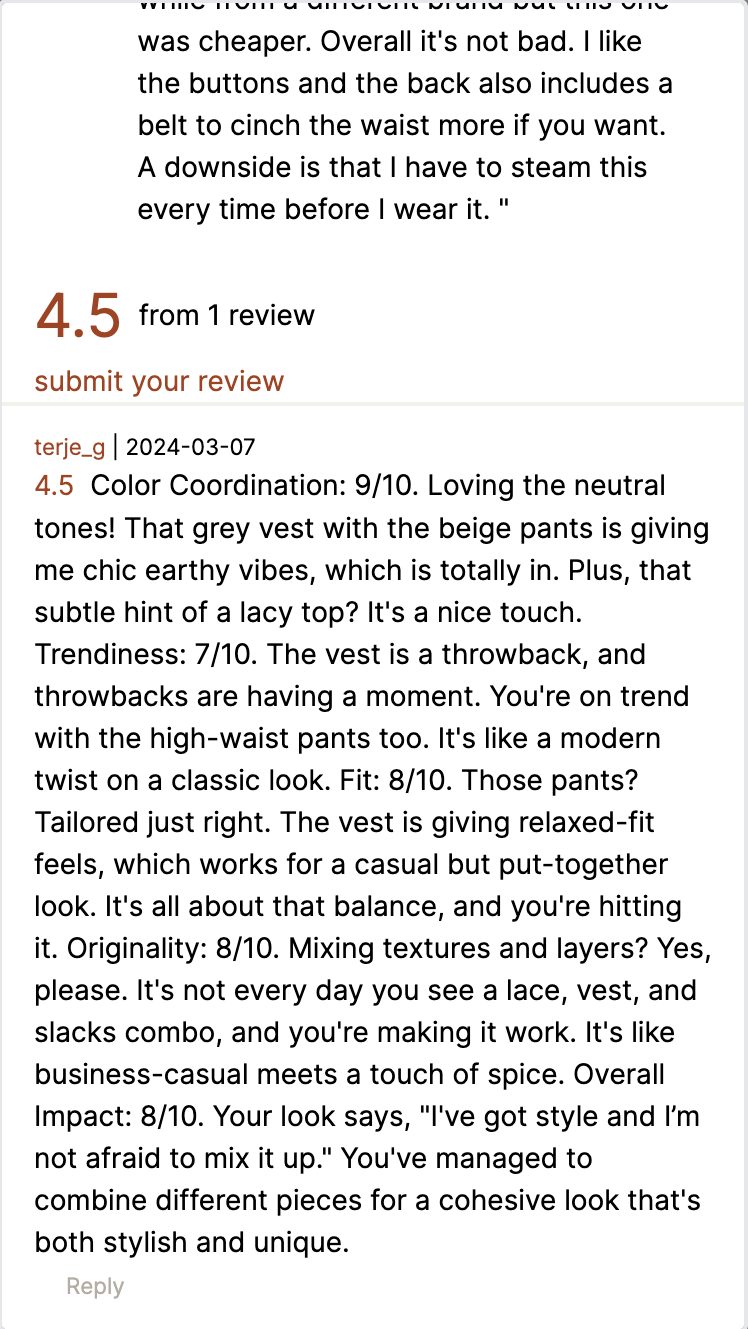 while from a different brand but this one
was cheaper. Overall it's not bad. I like
the buttons and the back also includes a
belt to cinch the waist more if you want.
A downside is that I have to steam this
every time before I wear it. "
4.5 from 1 review
submit your review
terje_g | 2024-03-07
4.5 Color Coordination: 9/10. Loving the neutral
tones! That grey vest with the beige pants is giving
me chic earthy vibes, which is totally in. Plus, that
subtle hint of a lacy top? It's a nice touch.
Trendiness: 7/10. The vest is a throwback, and
throwbacks are having a moment. You're on trend
with the high-waist pants too. It's like a modern
twist on a classic look. Fit: 8/10. Those pants?
Tailored just right. The vest is giving relaxed-fit
feels, which works for a casual but put-together
look. It's all about that balance, and you're hitting
it. Originality: 8/10. Mixing textures and layers? Yes,
please. It's not every day you see a lace, vest, and
slacks combo, and you're making it work. It's like
business-casual meets a touch of spice. Overall
Impact: 8/10. Your look says, "I've got style and I’m
not afraid to mix it up." You've managed to
combine different pieces for a cohesive look that's
both stylish and unique.
Reply